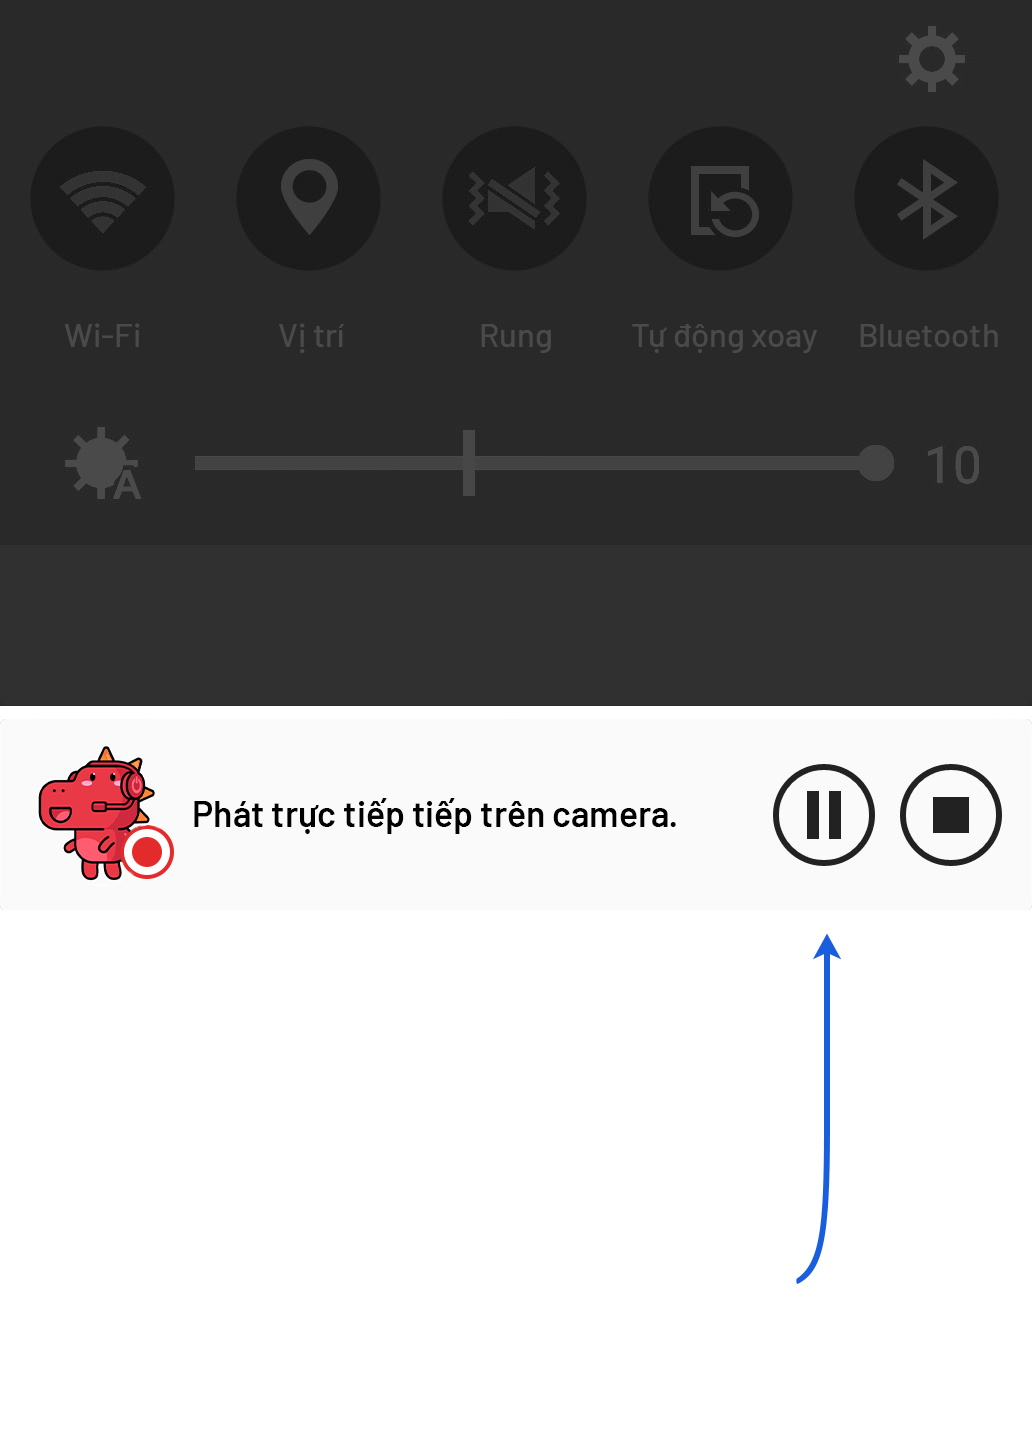 Wi-Fi Vị trí Rung Tự động xoay Bluetooth
A 10
Phát trực tiếp tiếp trên camera.